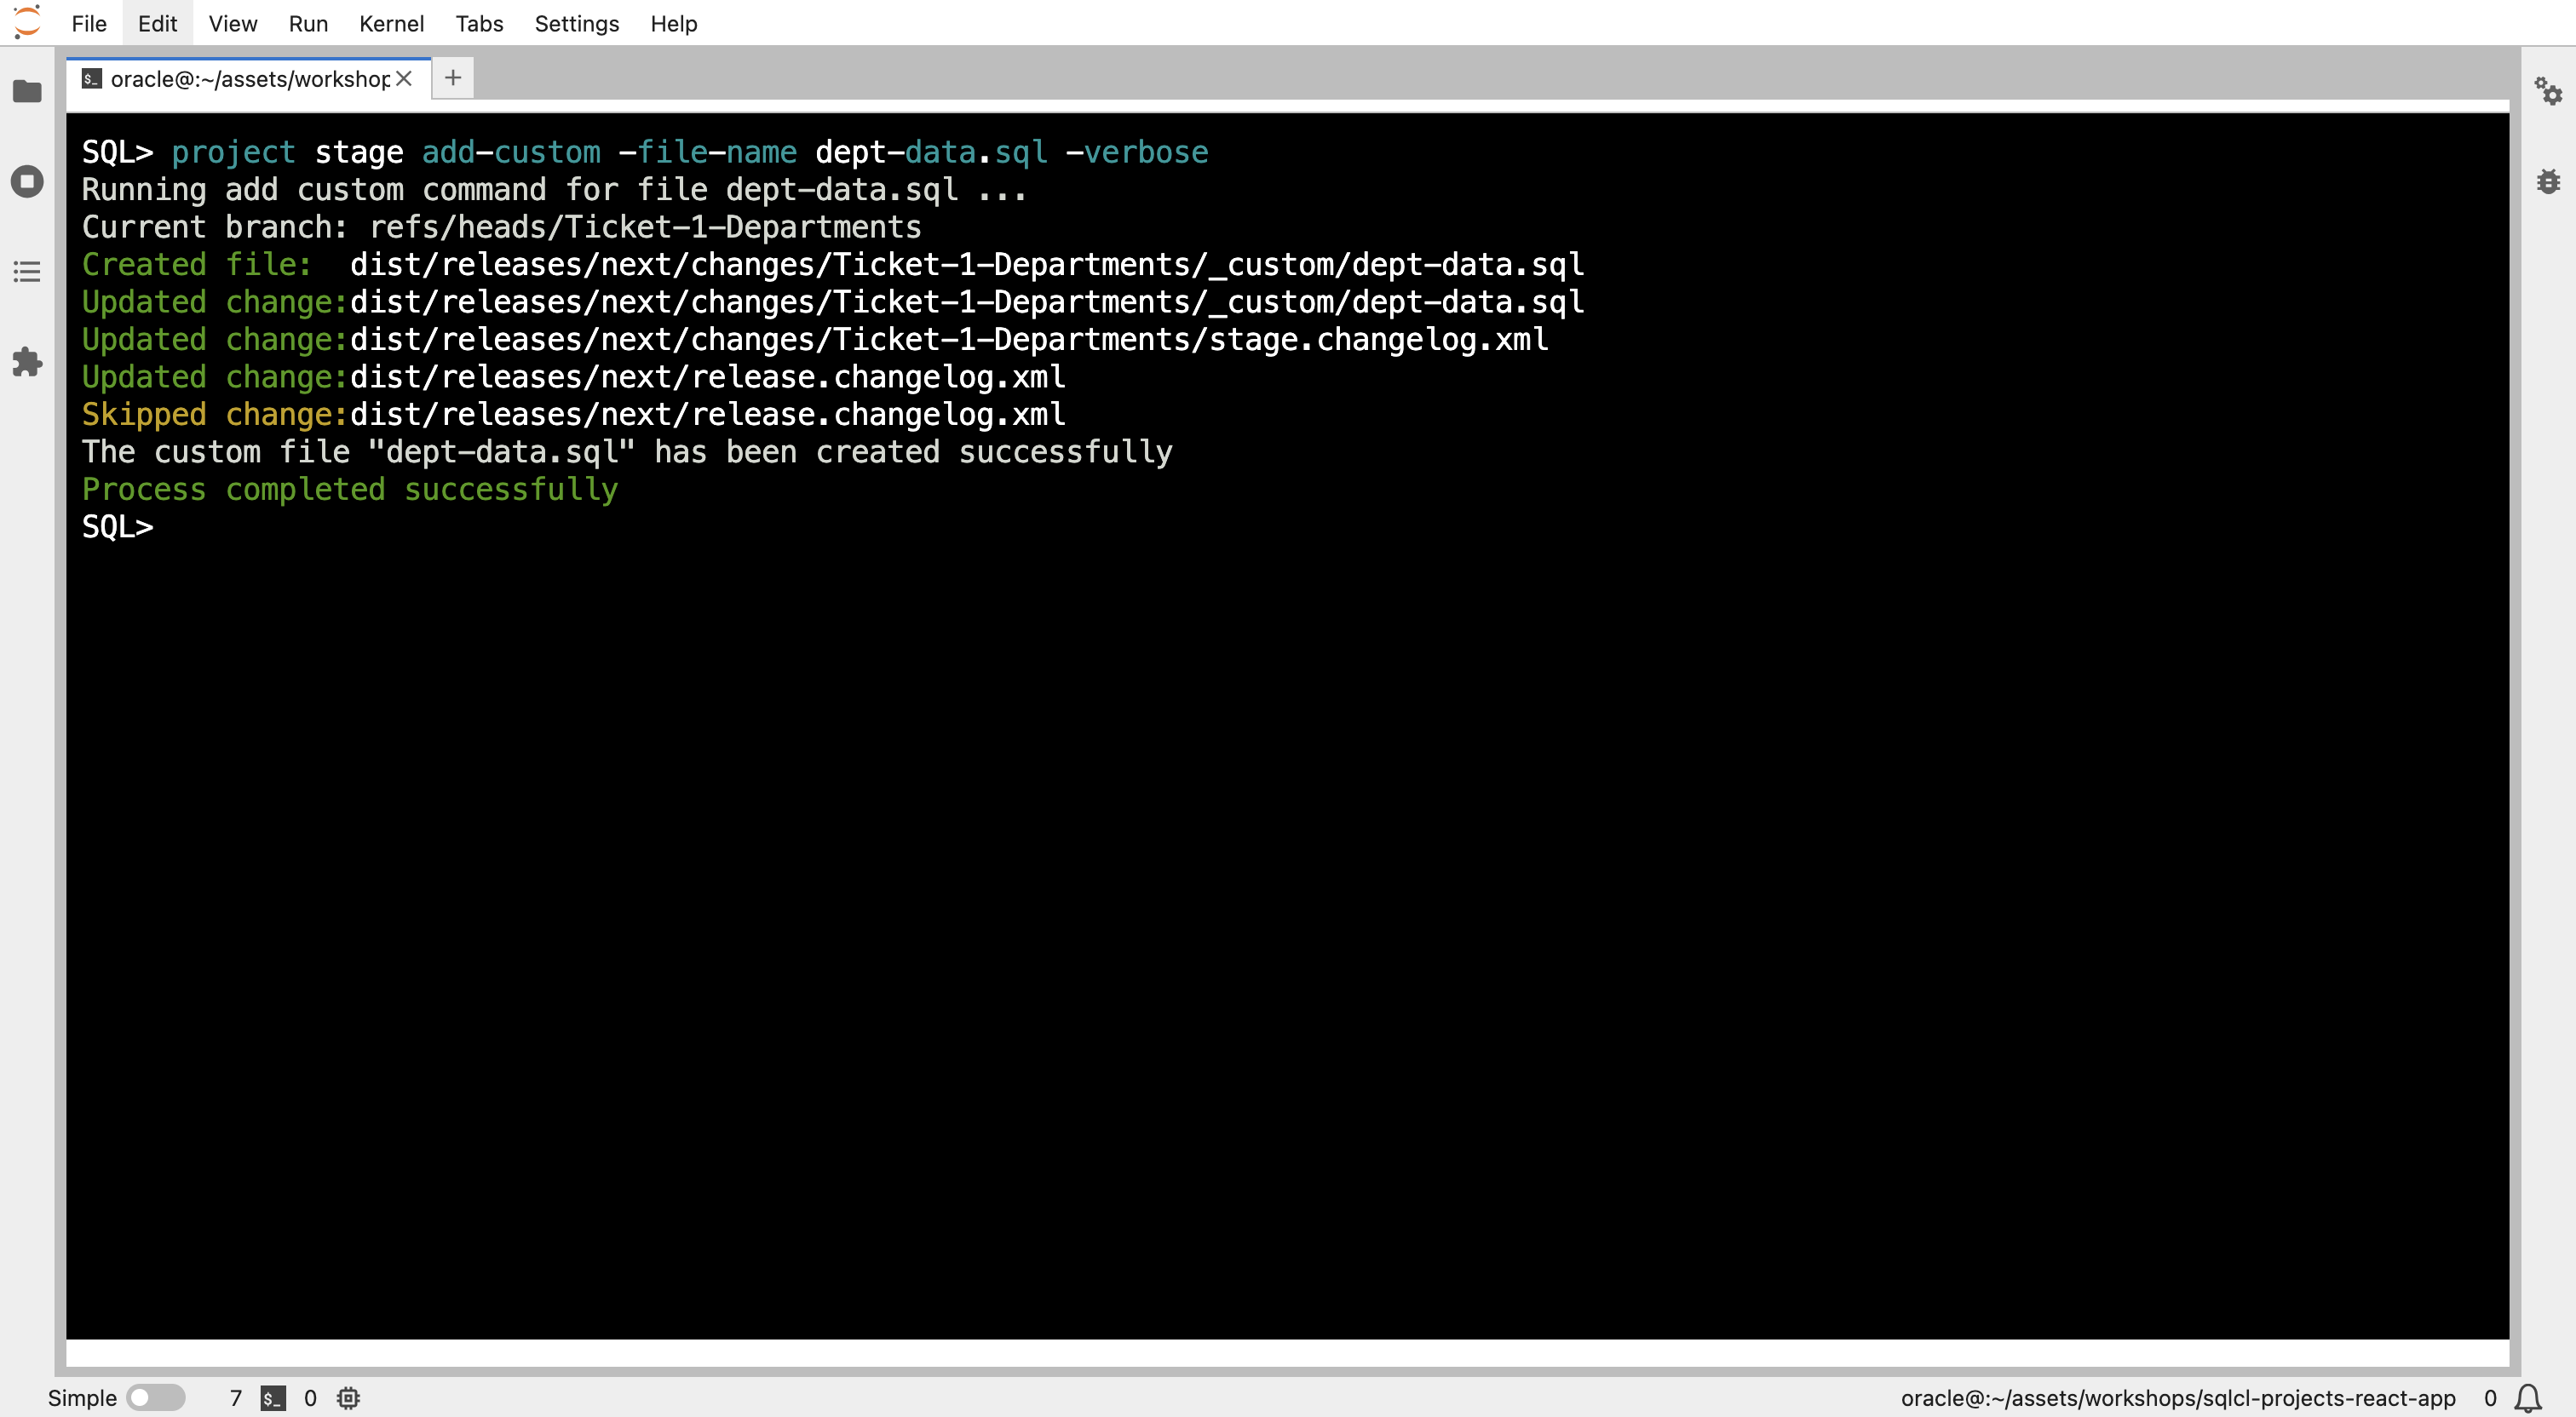 File Edit View Run Kernel Tabs Settings Help
oracle@:~/assets/workshop
SQL> project stage add-custom -file-name dept-data.sql -verbose
Running add custom command for file dept-data.sql ...
Current branch: refs/heads/Ticket-1-Departments
Created file:  dist/releases/next/changes/Ticket-1-Departments/_custom/dept-data.sql
Updated change:dist/releases/next/changes/Ticket-1-Departments/_custom/dept-data.sql
Updated change:dist/releases/next/changes/Ticket-1-Departments/stage.changelog.xml
Updated change:dist/releases/next/release.changelog.xml
Skipped change:dist/releases/next/release.changelog.xml
The custom file "dept-data.sql" has been created successfully
Process completed successfully
SQL>
Simple 7 $_ 0 oracle@:~/assets/workshops/sqlcl-projects-react-app 0